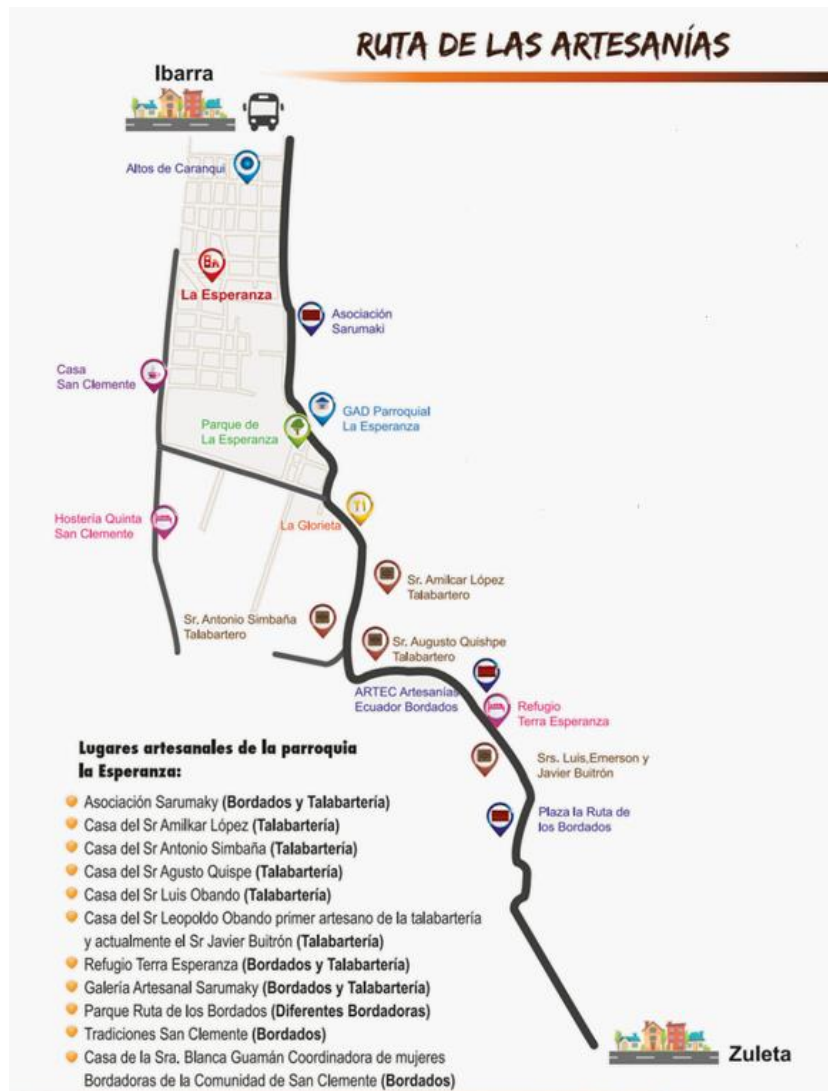 RUTA DE LAS ARTESANÍAS
Ibarra
Altos de Caranqui
La Esperanza
Asociación
Sarumaki
Casa
San Clemente
GAD Parroquial
La Esperanza
Parque de
La Esperanza
Hostería Quinta
San Clemente
La Glorieta
Sr. Amilcar López
Talabartero
Sr. Antonio Simbaña
Talabartero
Sr. Augusto Quishpe
Talabartero
ARTEC Artesanías
Ecuador Bordados
Refugio
Terra Esperanza
Srs. Luis,Emerson y
Javier Buitrón
Plaza la Ruta de
los Bordados
Zuleta
Lugares artesanales de la parroquia
la Esperanza:
Asociación Sarumaky (Bordados y Talabartería)
Casa del Sr Amilkar López (Talabartería)
Casa del Sr Antonio Simbaña (Talabartería)
Casa del Sr Agusto Quispe (Talabartería)
Casa del Sr Luis Obando (Talabartería)
Casa del Sr Leopoldo Obando primer artesano de la talabartería
y actualmente el Sr Javier Buitrón (Talabartería)
Refugio Terra Esperanza (Bordados y Talabartería)
Galería Artesanal Sarumaky (Bordados y Talabartería)
Parque Ruta de los Bordados (Diferentes Bordadoras)
Tradiciones San Clemente (Bordados)
Casa de la Sra. Blanca Guamán Coordinadora de mujeres
Bordadoras de la Comunidad de San Clemente (Bordados)